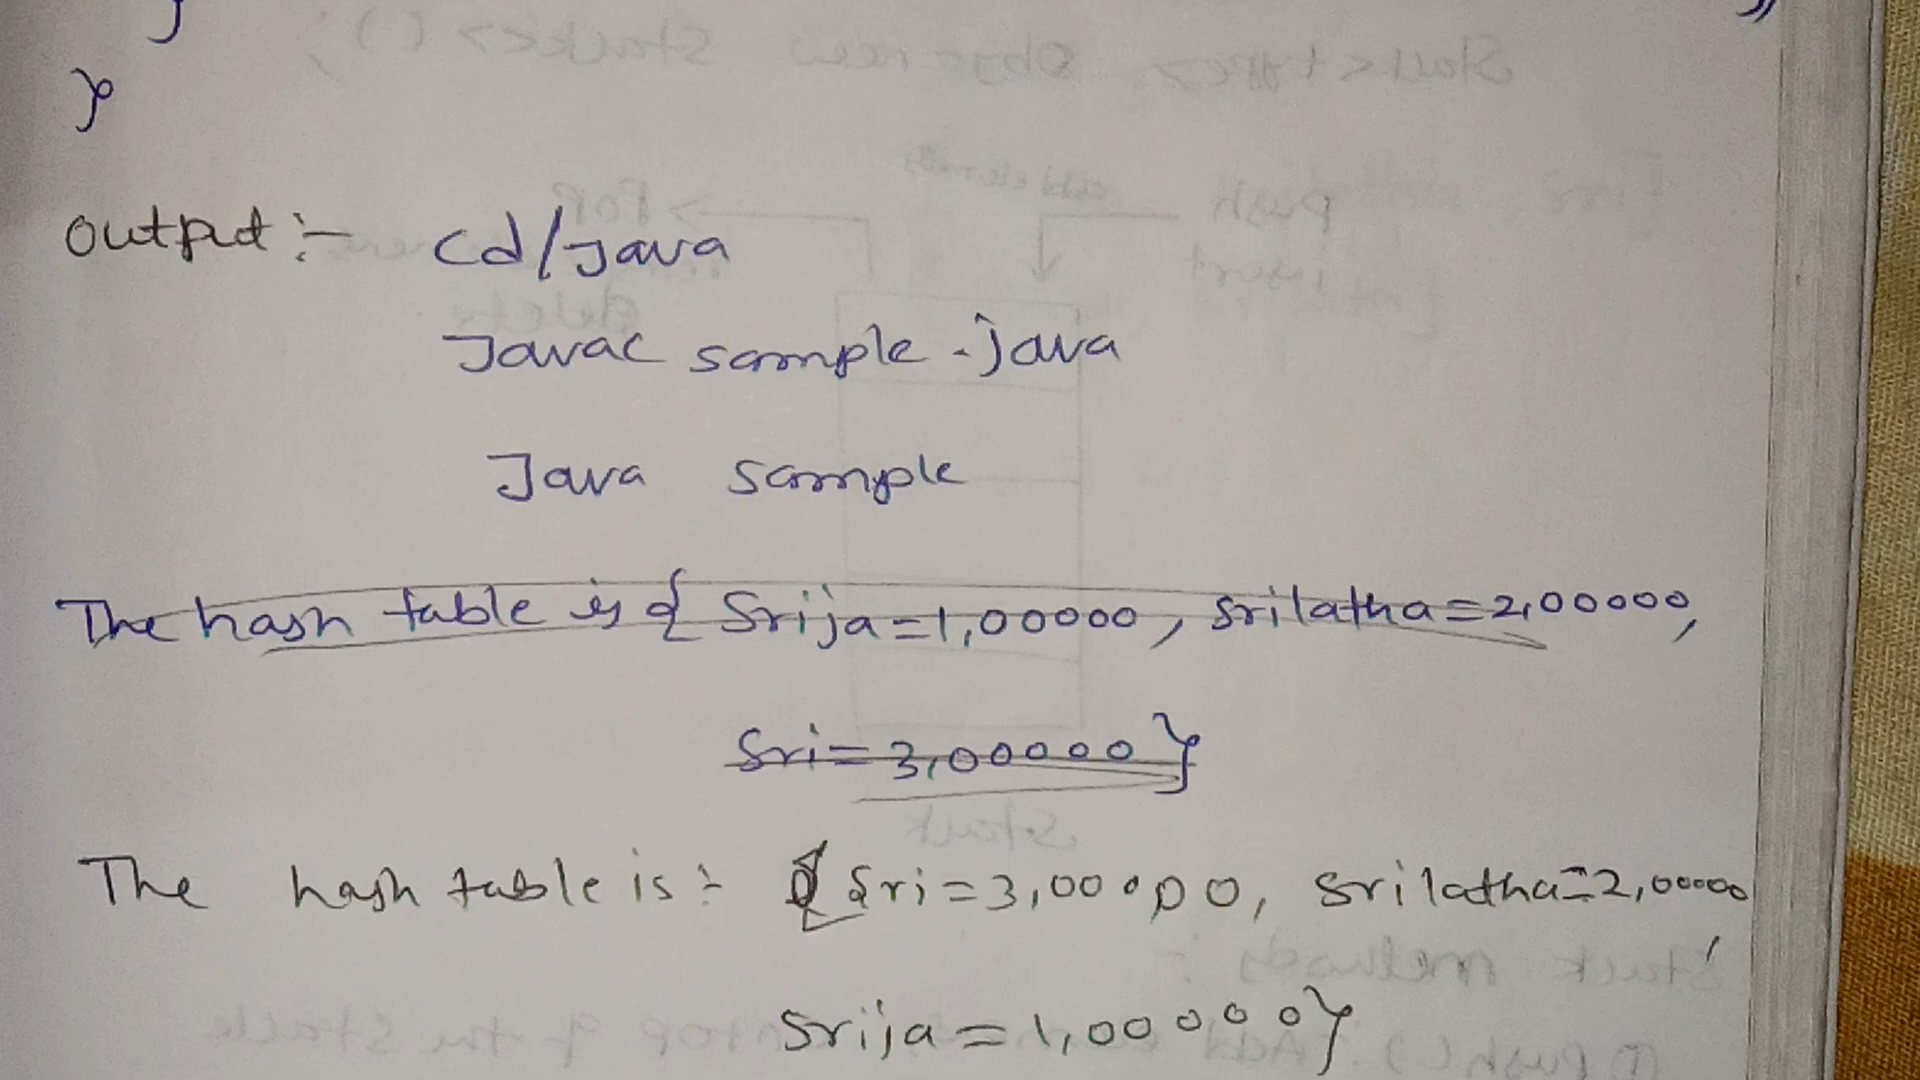 }
}
output :- cd/java
Javac sample.java
Java sample
The hash table is { Srija=1,00000, srilatha=2,00000,
Sri=3,00000}
The hash table is :- { Sri=3,00000, srilatha=2,00000,
Srija=1,00000}